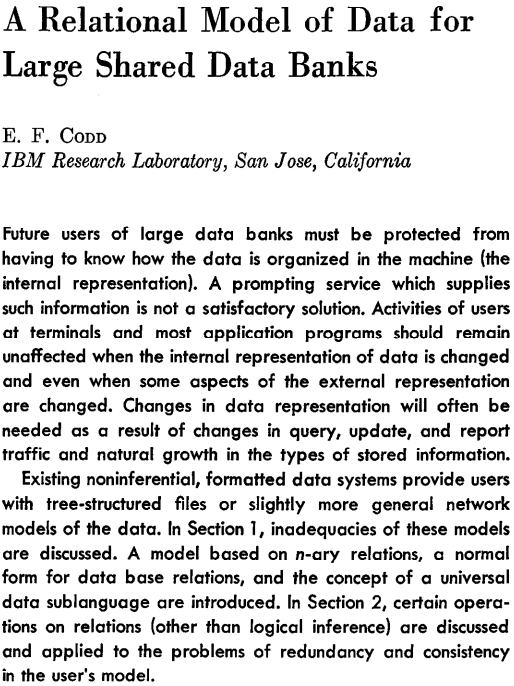 A Relational Model of Data for
Large Shared Data Banks
E. F. Codd
IBM Research Laboratory, San Jose, California
Future users of large data banks must be protected from
having to know how the data is organized in the machine (the
internal representation). A prompting service which supplies
such information is not a satisfactory solution. Activities of users
at terminals and most application programs should remain
unaffected when the internal representation of data is changed
and even when some aspects of the external representation
are changed. Changes in data representation will often be
needed as a result of changes in query, update, and report
traffic and natural growth in the types of stored information.
Existing noninferential, formatted data systems provide users
with tree-structured files or slightly more general network
models of the data. In Section 1, inadequacies of these models
are discussed. A model based on n-ary relations, a normal
form for data base relations, and the concept of a universal
data sublanguage are introduced. In Section 2, certain opera-
tions on relations (other than logical inference) are discussed
and applied to the problems of redundancy and consistency
in the user's model.